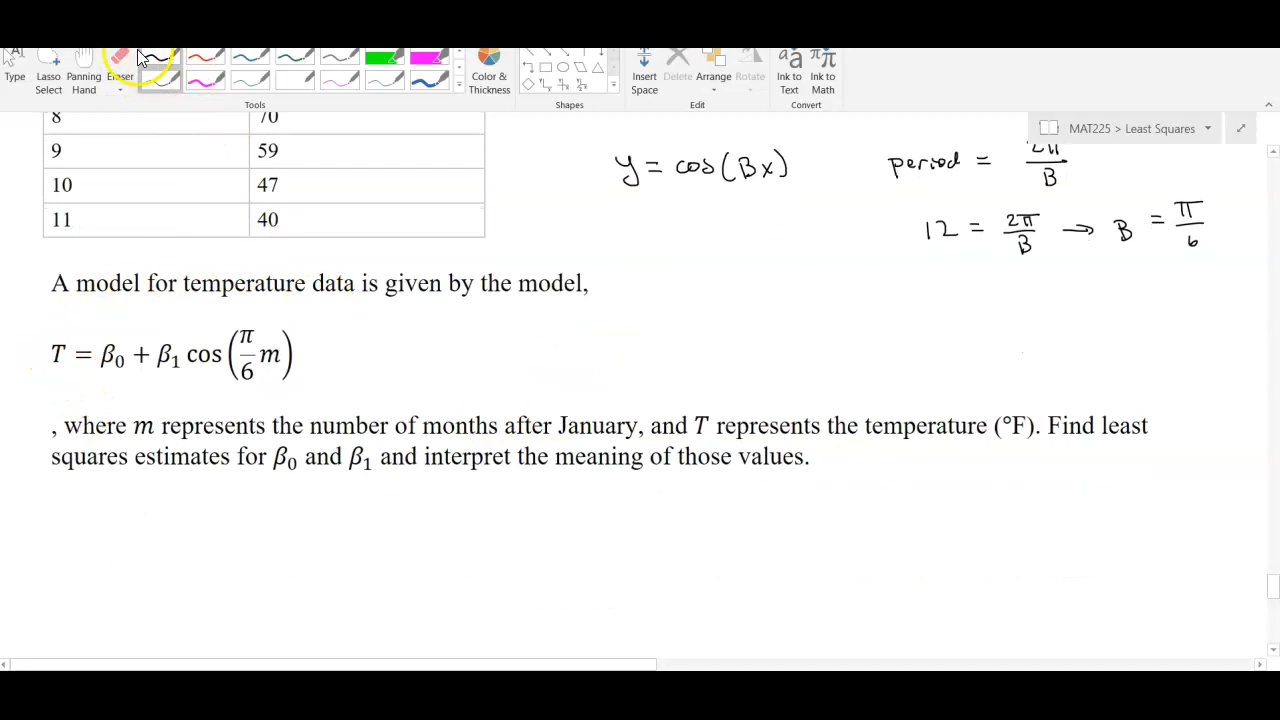 Type
Lasso Select
Panning Hand
Eraser
Color & Thickness
Insert Space
Delete
Arrange
Rotate
Ink to Text
Ink to Math
Tools
Shapes
Edit
Convert
MAT225 > Least Squares
8 70
9 59
10 47
11 40
y = cos(Bx)
period = 2π/B
12 = 2π/B → B = π/6
A model for temperature data is given by the model,
T = β₀ + β₁ cos(π/6 m)
, where m represents the number of months after January, and T represents the temperature (°F). Find least
squares estimates for β₀ and β₁ and interpret the meaning of those values.